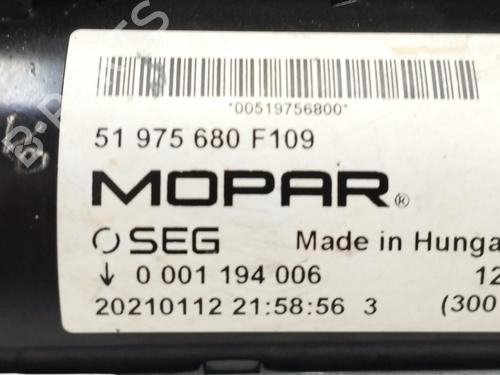 *00519756800*
51 975 680 F109
MOPAR®
SEG Made in Hunga
↓ 0 001 194 006 12
20210112 21:58:56 3 (300
B-PARTS